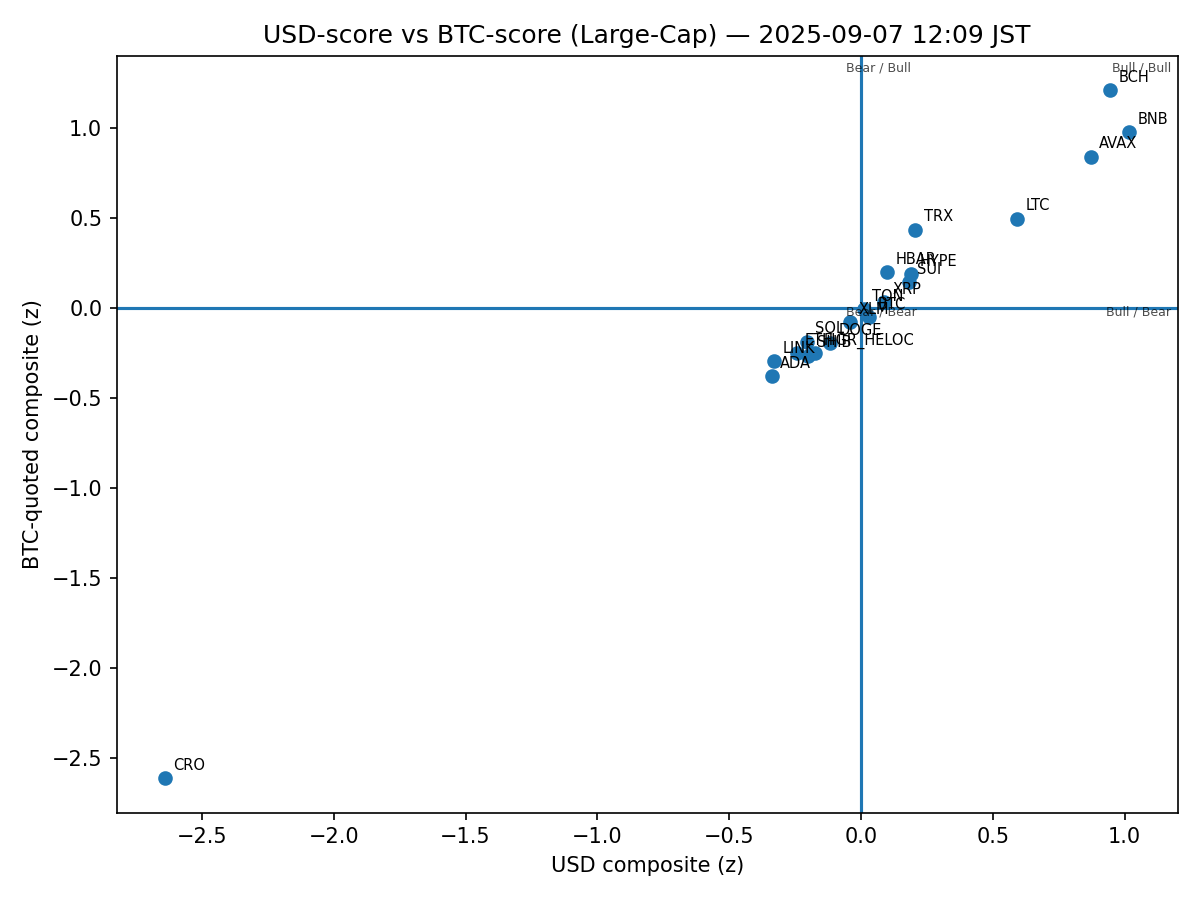 USD-score vs BTC-score (Large-Cap) — 2025-09-07 12:09 JST
Bear / Bull
Bull / Bull
BCH
BNB
AVAX
LTC
TRX
HBAR
HYPE
SUI
XRP
TON
BTC
XLM
Bear / Bear
Bull / Bear
SOL
DOGE
ETH
SHIB
LINK
ADA
CRO
1.0
0.5
0.0
−0.5
−1.0
−1.5
−2.0
−2.5
BTC-quoted composite (z)
−2.5
−2.0
−1.5
−1.0
−0.5
0.0
0.5
1.0
USD composite (z)